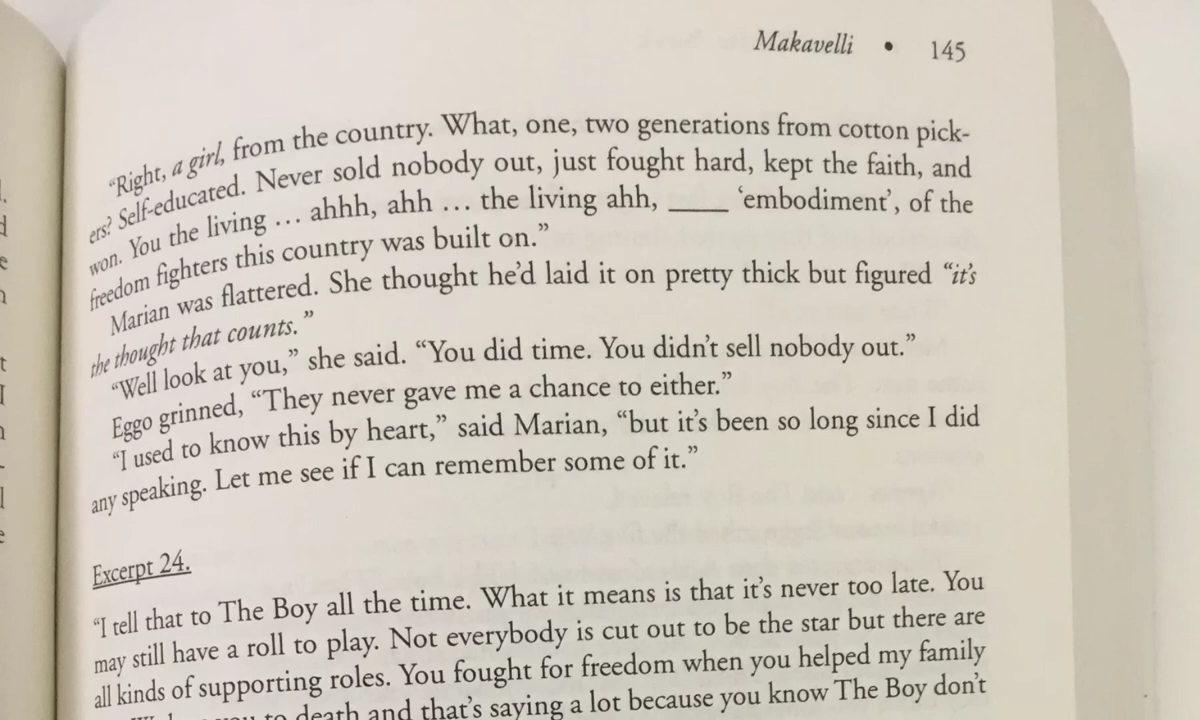 Makavelli • 145
“Right, a girl, from the country. What, one, two generations from cotton pick-
ers? Self-educated. Never sold nobody out, just fought hard, kept the faith, and
won. You the living … ahhh, ahh … the living ahh, ____ ‘embodiment’, of the
freedom fighters this country was built on.”
Marian was flattered. She thought he’d laid it on pretty thick but figured “it’s
the thought that counts.”
“Well look at you,” she said. “You did time. You didn’t sell nobody out.”
Eggo grinned, “They never gave me a chance to either.”
“I used to know this by heart,” said Marian, “but it’s been so long since I did
any speaking. Let me see if I can remember some of it.”
Excerpt 24.
“I tell that to The Boy all the time. What it means is that it’s never too late. You
may still have a roll to play. Not everybody is cut out to be the star but there are
all kinds of supporting roles. You fought for freedom when you helped my family
to death and that’s saying a lot because you know The Boy don’t